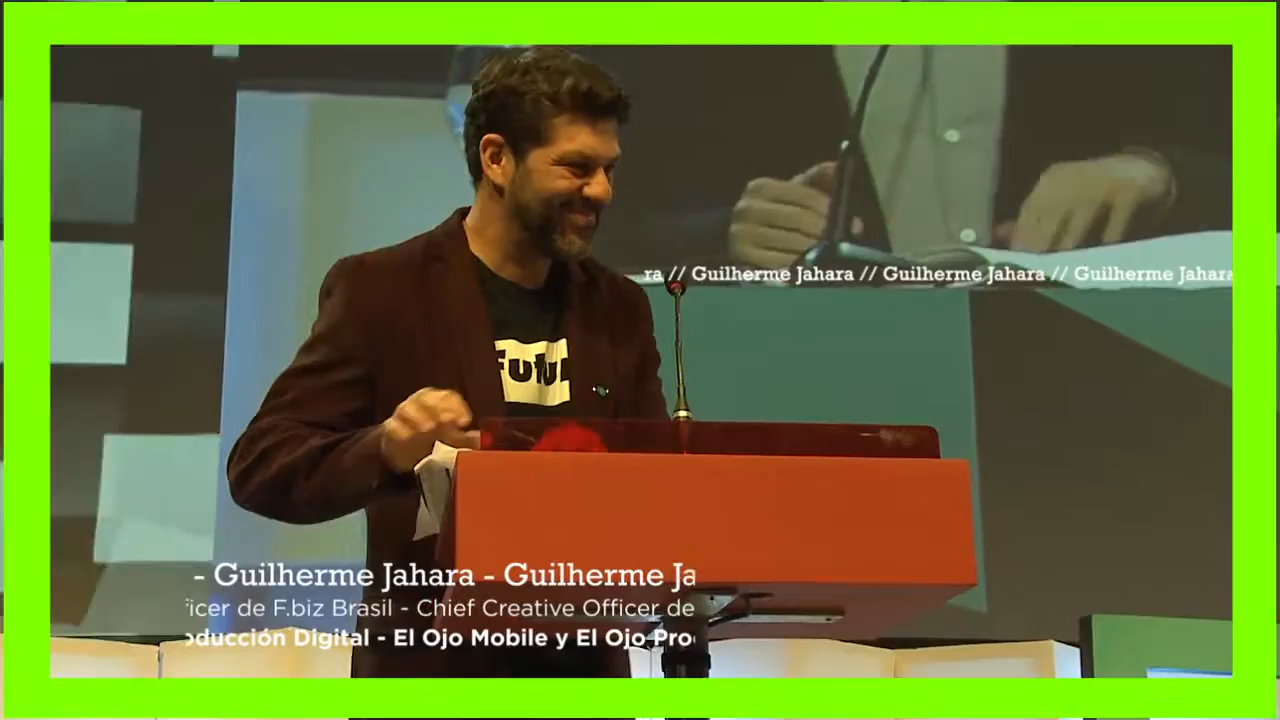 ra // Guilherme Jahara // Guilherme Jahara // Guilherme Jahara
Futu
- Guilherme Jahara - Guilherme Ja
ficer de F.biz Brasil - Chief Creative Officer de
oducción Digital - El Ojo Mobile y El Ojo Pro